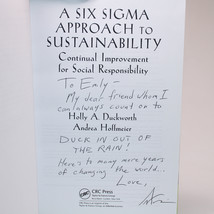 A SIX SIGMA
APPROACH TO
SUSTAINABILITY
Continual Improvement
for Social Responsibility
To Ealy-
My dear friend whom I
can always count on to
Holly A. Duckworth
Andrea Hoffmeier
DUCK IN OUT OF
THE RAIN!
Here's to many more years
of changing the world...
Love,
CRC Press